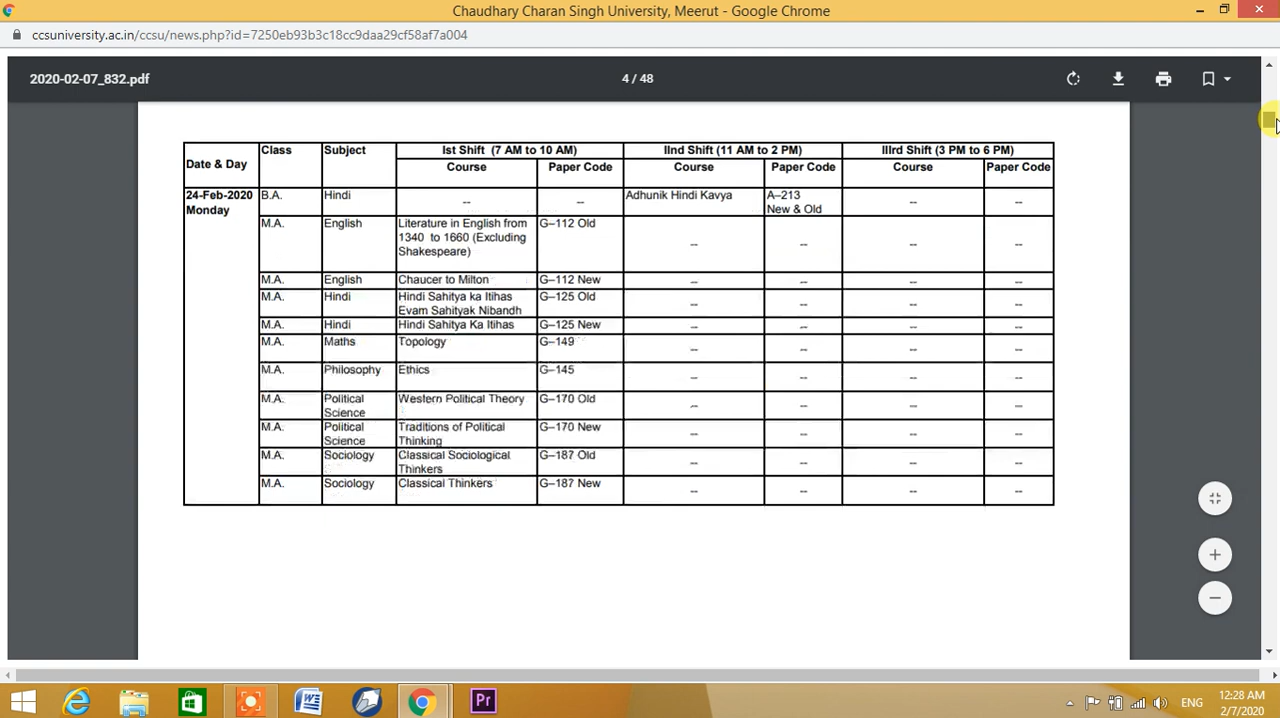 Chaudhary Charan Singh University, Meerut - Google Chrome
ccsuniversity.ac.in/ccsu/news.php?id=7250eb93b3c18cc9daa29cf58af7a004
2020-02-07_832.pdf 4 / 48
Date & Day Class Subject Ist Shift (7 AM to 10 AM) IInd Shift (11 AM to 2 PM) IIIrd Shift (3 PM to 6 PM)
Course Paper Code Course Paper Code Course Paper Code
24-Feb-2020 B.A. Hindi -- -- Adhunik Hindi Kavya A–213 -- --
Monday New & Old
M.A. English Literature in English from G–112 Old
1340 to 1660 (Excluding -- -- -- --
Shakespeare)
M.A. English Chaucer to Milton G–112 New -- -- -- --
M.A. Hindi Hindi Sahitya ka Itihas G–125 Old -- -- -- --
Evam Sahityak Nibandh
M.A. Hindi Hindi Sahitya Ka Itihas G–125 New -- -- -- --
M.A. Maths Topology G–149 -- -- -- --
M.A. Philosophy Ethics G–145 -- -- -- --
M.A. Political Western Political Theory G–170 Old -- -- -- --
Science
M.A. Political Traditions of Political G–170 New -- -- -- --
Science Thinking
M.A. Sociology Classical Sociological G–187 Old -- -- -- --
Thinkers
M.A. Sociology Classical Thinkers G–187 New -- -- -- --
Pr
ENG
12:28 AM
2/7/2020